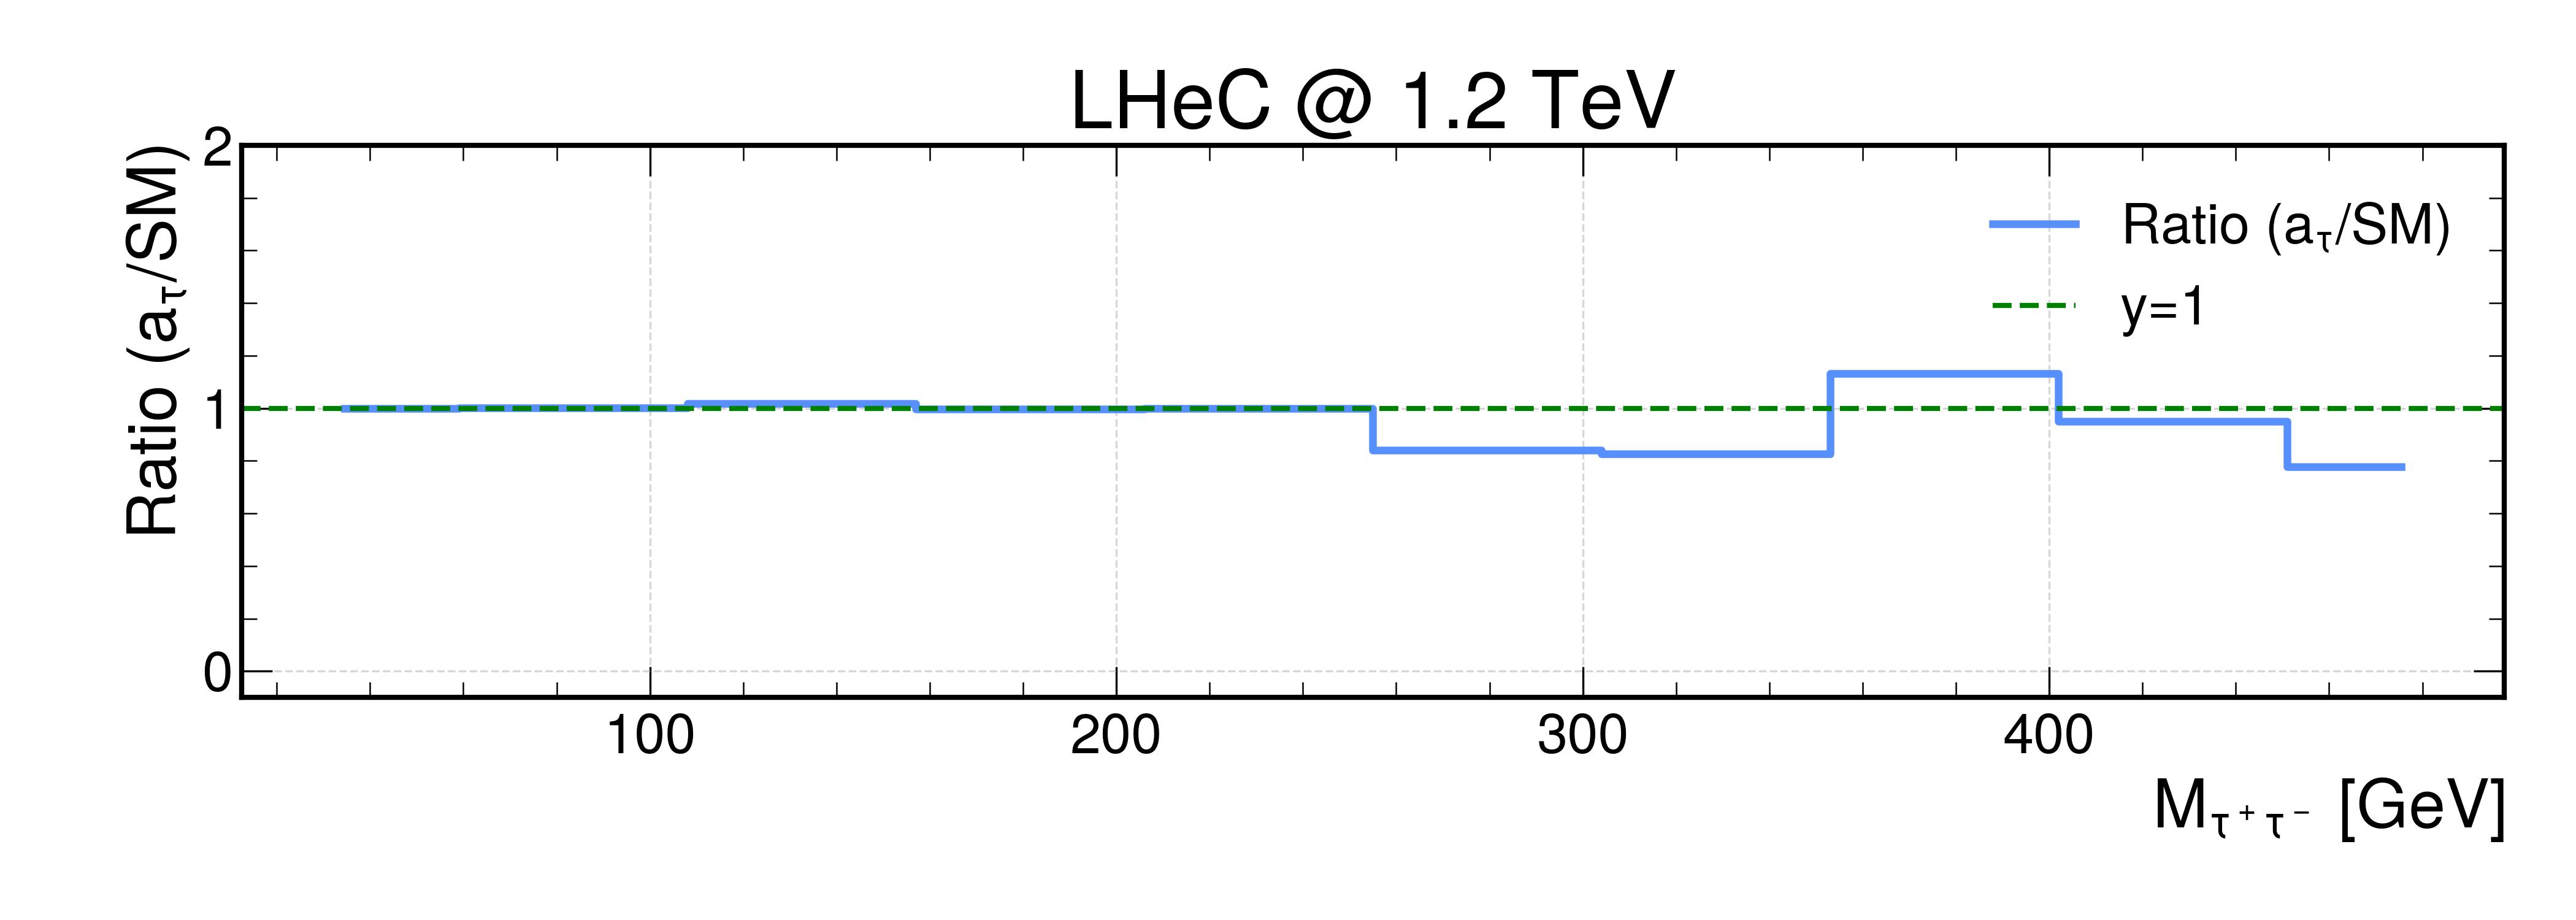 LHeC @ 1.2 TeV
Ratio (aτ/SM)
2
1
0
Ratio (aτ/SM)
y=1
100 200 300 400
Mτ⁺τ⁻ [GeV]